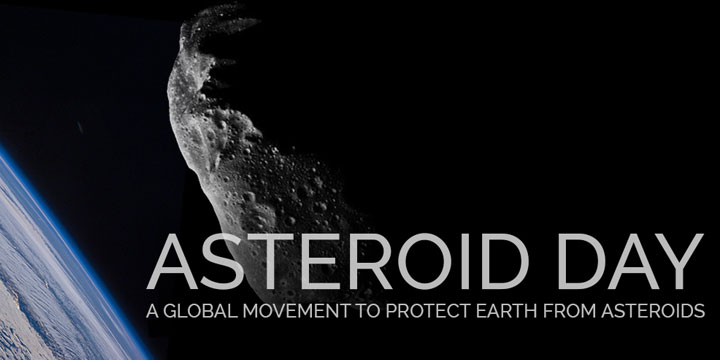 ASTEROID DAY
A GLOBAL MOVEMENT TO PROTECT EARTH FROM ASTEROIDS